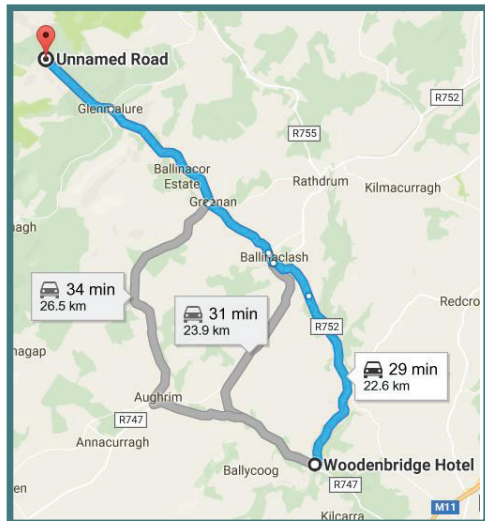 Unnamed Road
Glenmalure
R752
R755
Ballinacor
Estate
Rathdrum
Kilmacurragh
Greenan
nagh
Ballinaclash
34 min
26.5 km
31 min
23.9 km
Redcro
R752
nagap
29 min
22.6 km
Aughrim
R747
Annacurragh
Ballycoog
Woodenbridge Hotel
R747
en
M11
Kilcarra